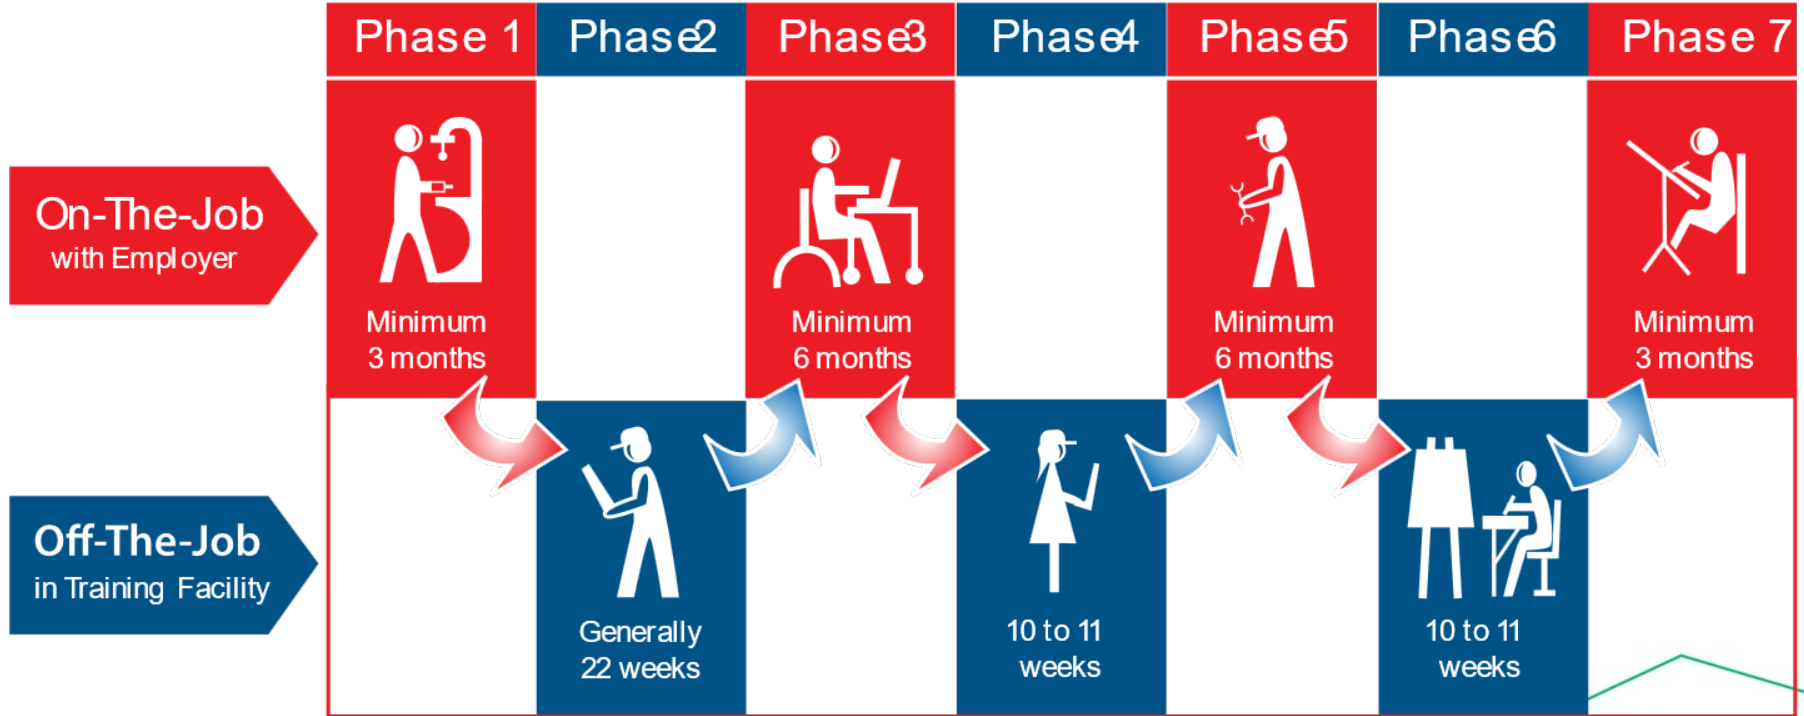 Phase 1
Phase2
Phase3
Phase4
Phase5
Phase6
Phase 7
On-The-Job
with Employer
Minimum
3 months
Minimum
6 months
Minimum
6 months
Minimum
3 months
Off-The-Job
in Training Facility
Generally
22 weeks
10 to 11
weeks
10 to 11
weeks